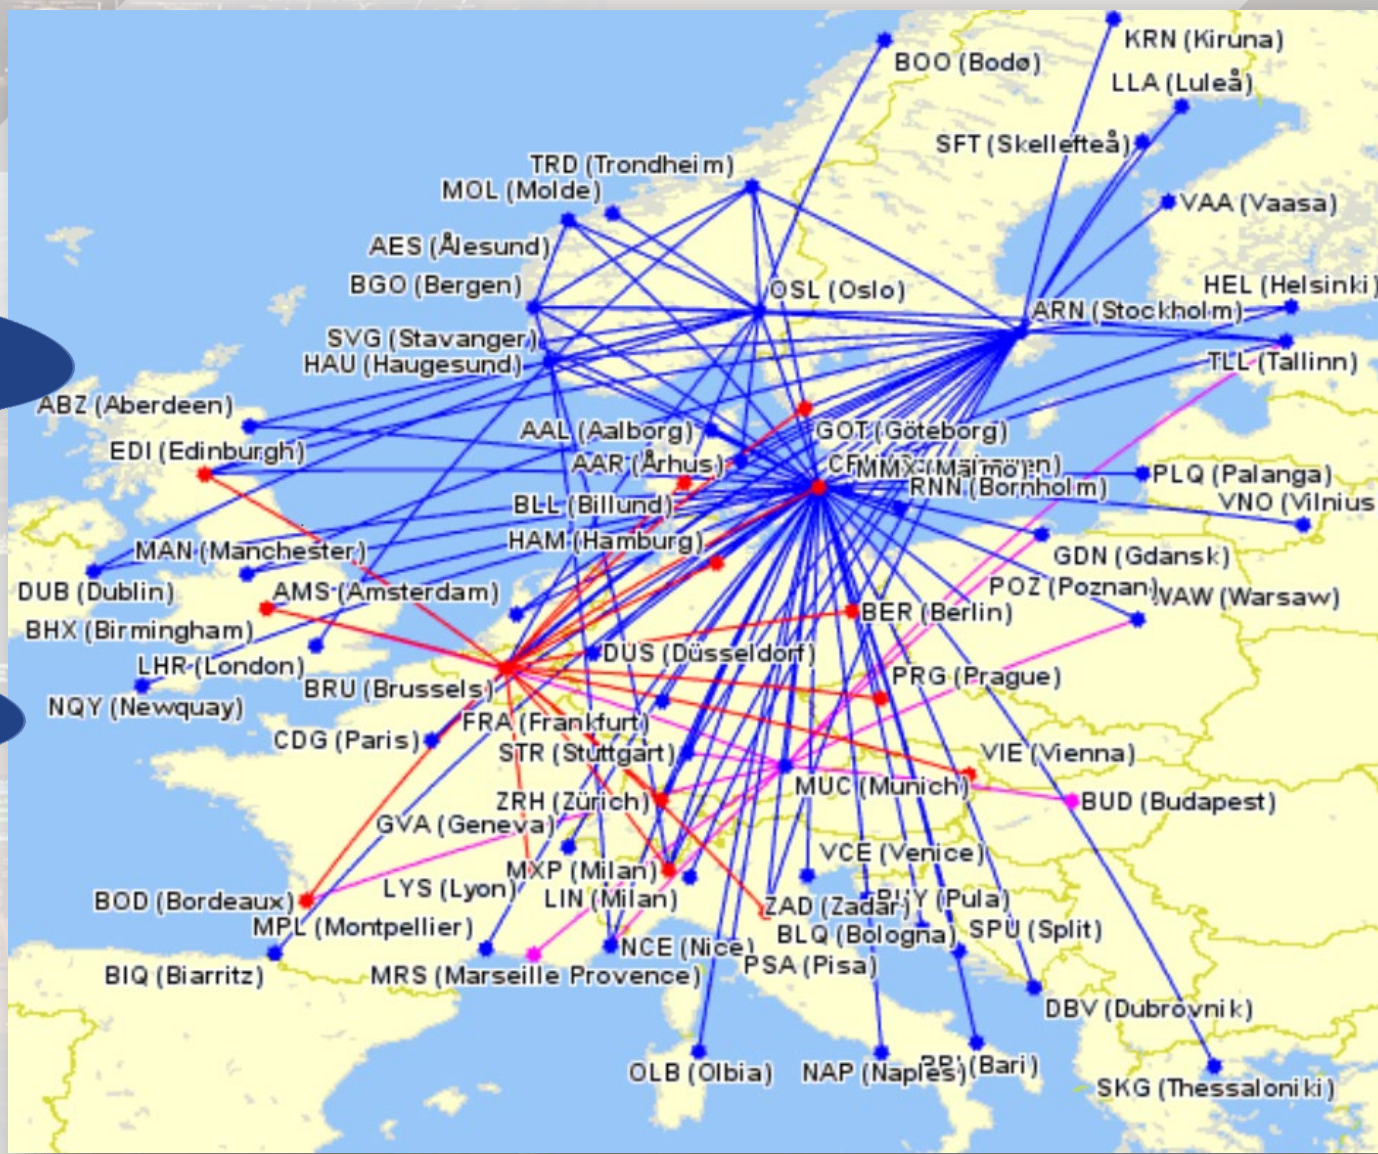 KRN (Kiruna)
BOO (Bodø)
LLA (Luleå)
SFT (Skellefteå)
TRD (Trondheim)
MOL (Molde)
VAA (Vaasa)
AES (Ålesund)
BGO (Bergen)
OSL (Oslo)
HEL (Helsinki)
ARN (Stockholm)
SVG (Stavanger)
HAU (Haugesund)
TLL (Tallinn)
ABZ (Aberdeen)
AAL (Aalborg)
GOT (Göteborg)
EDI (Edinburgh)
AAR (Århus)
MMX (Malmö)
PLQ (Palanga)
RNN (Bornholm)
BLL (Billund)
VNO (Vilnius
HAM (Hamburg)
MAN (Manchester)
GDN (Gdansk)
DUB (Dublin)
AMS (Amsterdam)
POZ (Poznan)
WAW (Warsaw)
BER (Berlin)
BHX (Birmingham)
DUS (Düsseldorf)
LHR (London)
BRU (Brussels)
PRG (Prague)
NQY (Newquay)
FRA (Frankfurt)
CDG (Paris)
STR (Stuttgart)
VIE (Vienna)
MUC (Munich)
ZRH (Zürich)
BUD (Budapest)
GVA (Geneva)
VCE (Venice)
MXP (Milan)
LYS (Lyon)
LIN (Milan)
BOD (Bordeaux)
ZAD (Zadar)
(Pula)
MPL (Montpellier)
BLQ (Bologna)
SPU (Split)
NCE (Nice)
PSA (Pisa)
BIQ (Biarritz)
MRS (Marseille Provence)
DBV (Dubrovnik)
OLB (Olbia)
NAP (Naples)
(Bari)
SKG (Thessaloniki)